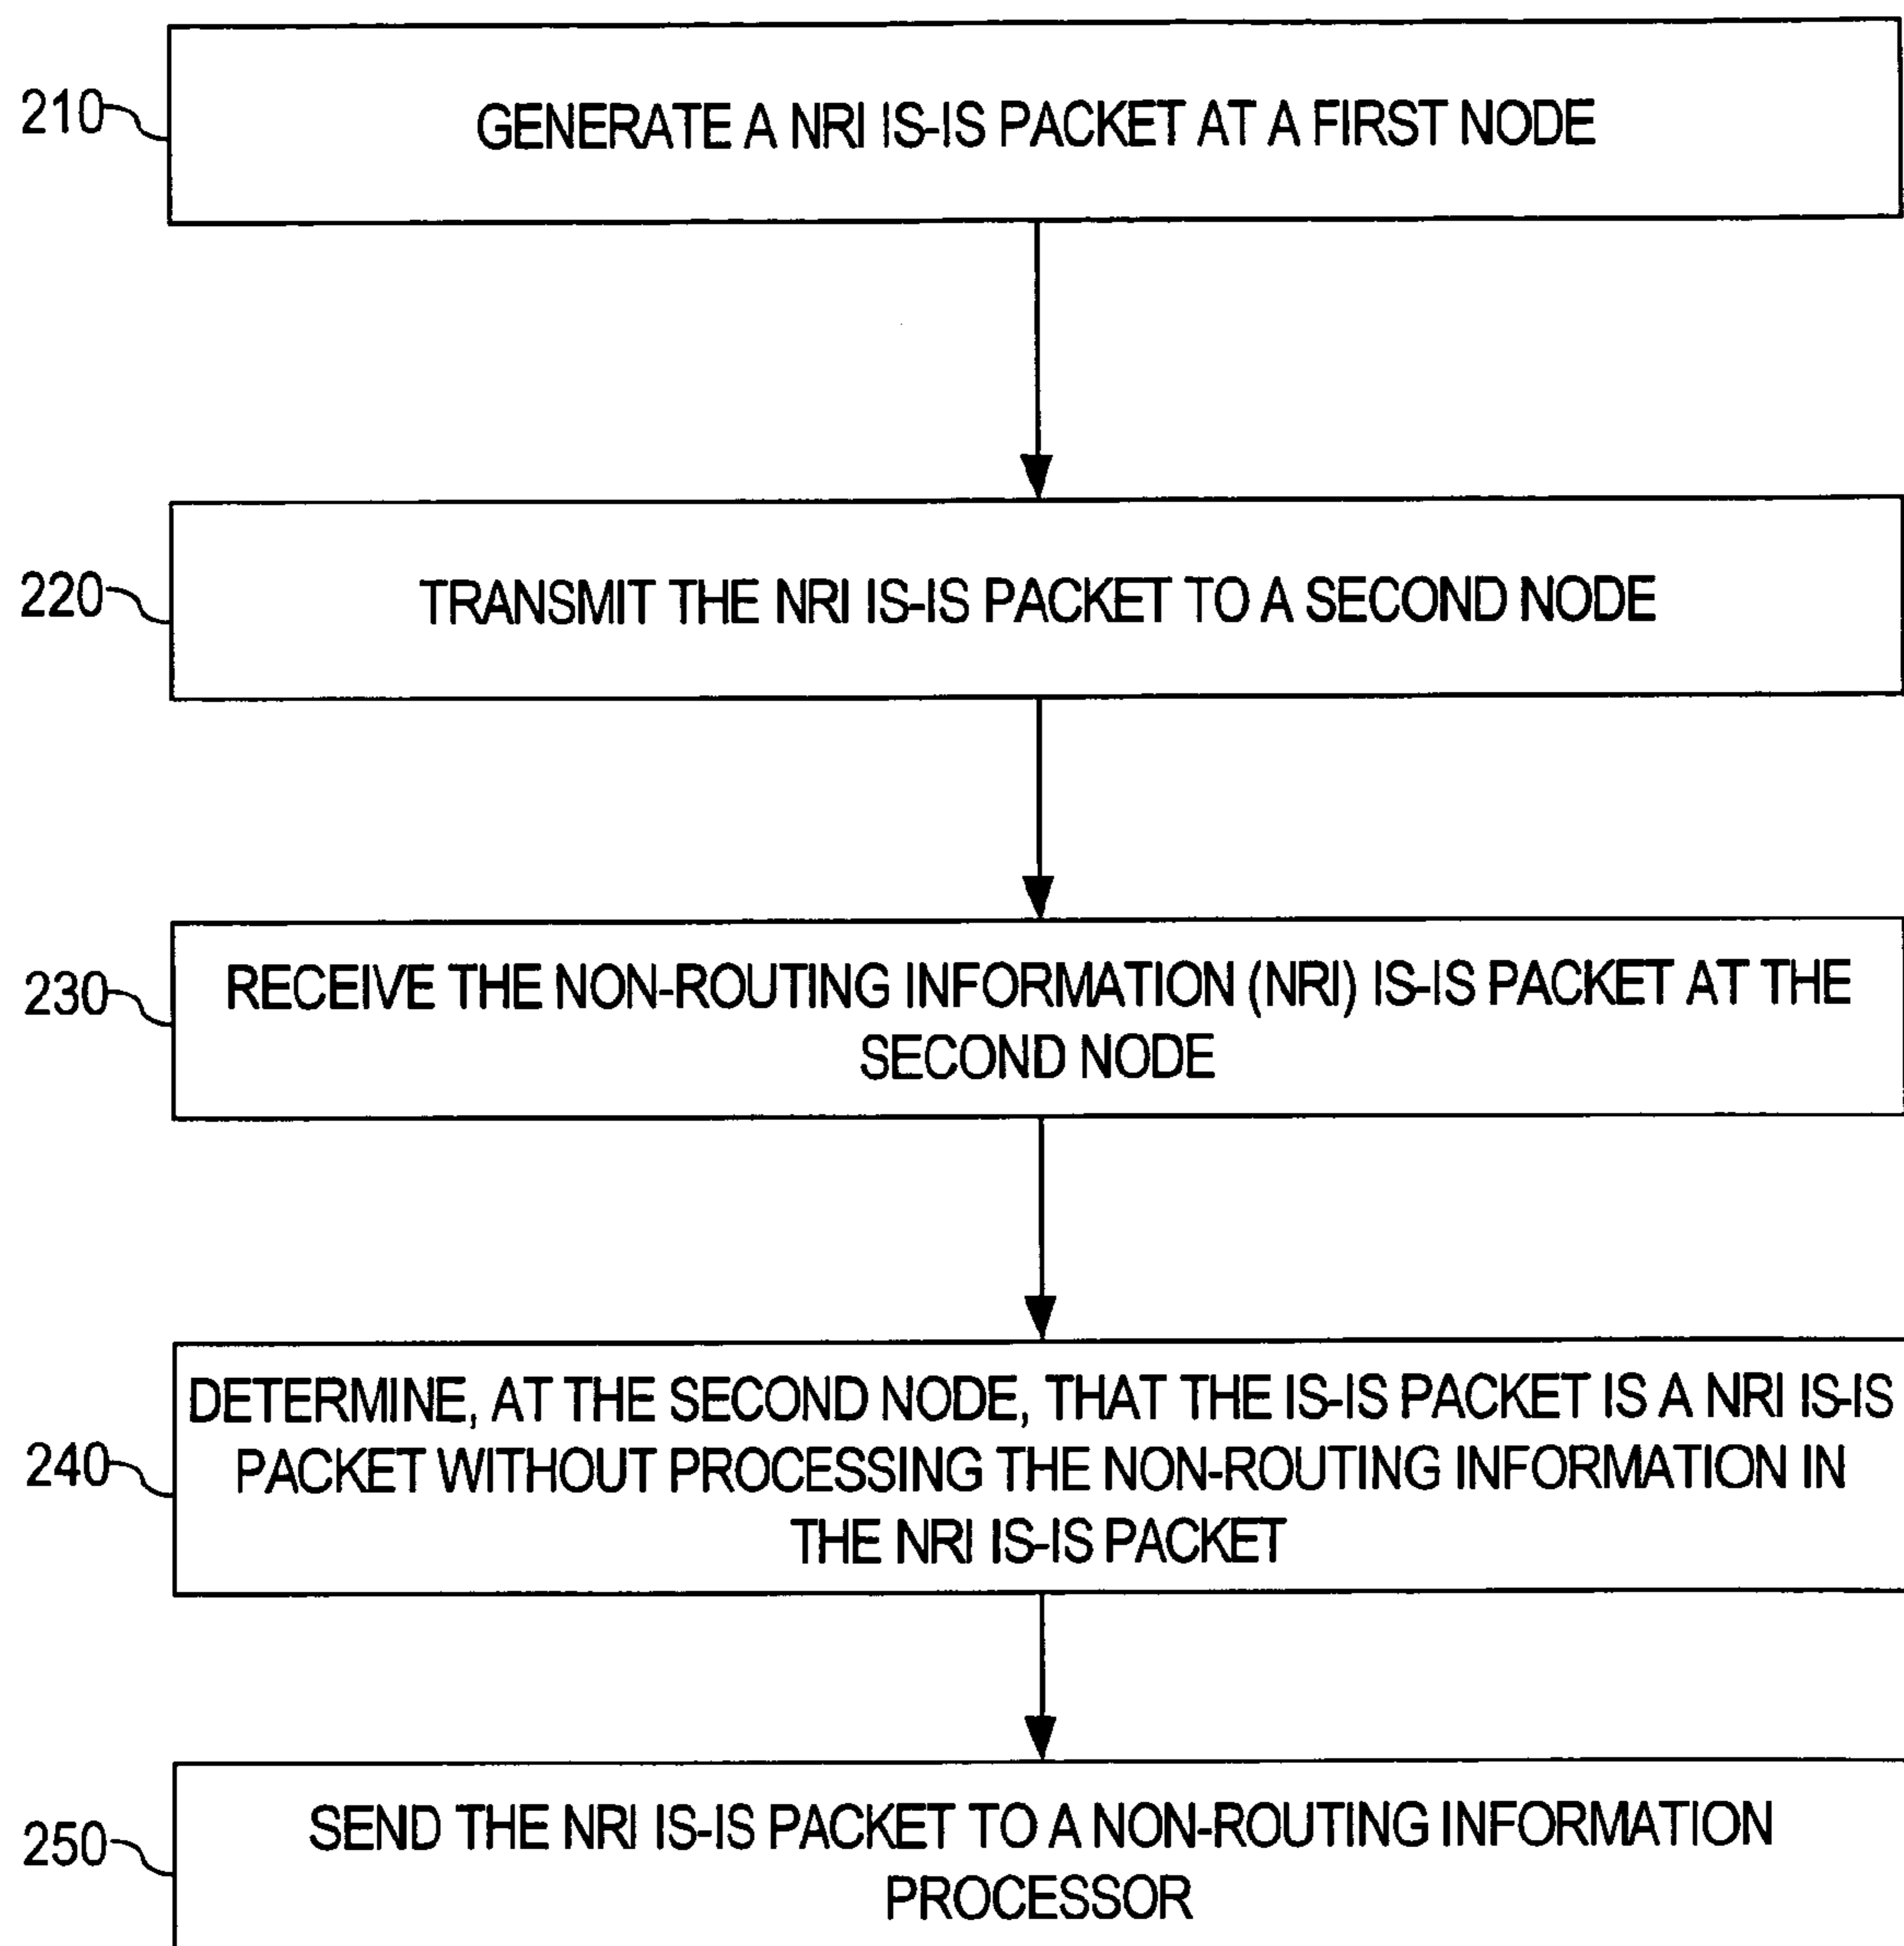 210
GENERATE A NRI IS-IS PACKET AT A FIRST NODE
220
TRANSMIT THE NRI IS-IS PACKET TO A SECOND NODE
230
RECEIVE THE NON-ROUTING INFORMATION (NRI) IS-IS PACKET AT THE
SECOND NODE
240
DETERMINE, AT THE SECOND NODE, THAT THE IS-IS PACKET IS A NRI IS-IS
PACKET WITHOUT PROCESSING THE NON-ROUTING INFORMATION IN
THE NRI IS-IS PACKET
250
SEND THE NRI IS-IS PACKET TO A NON-ROUTING INFORMATION
PROCESSOR